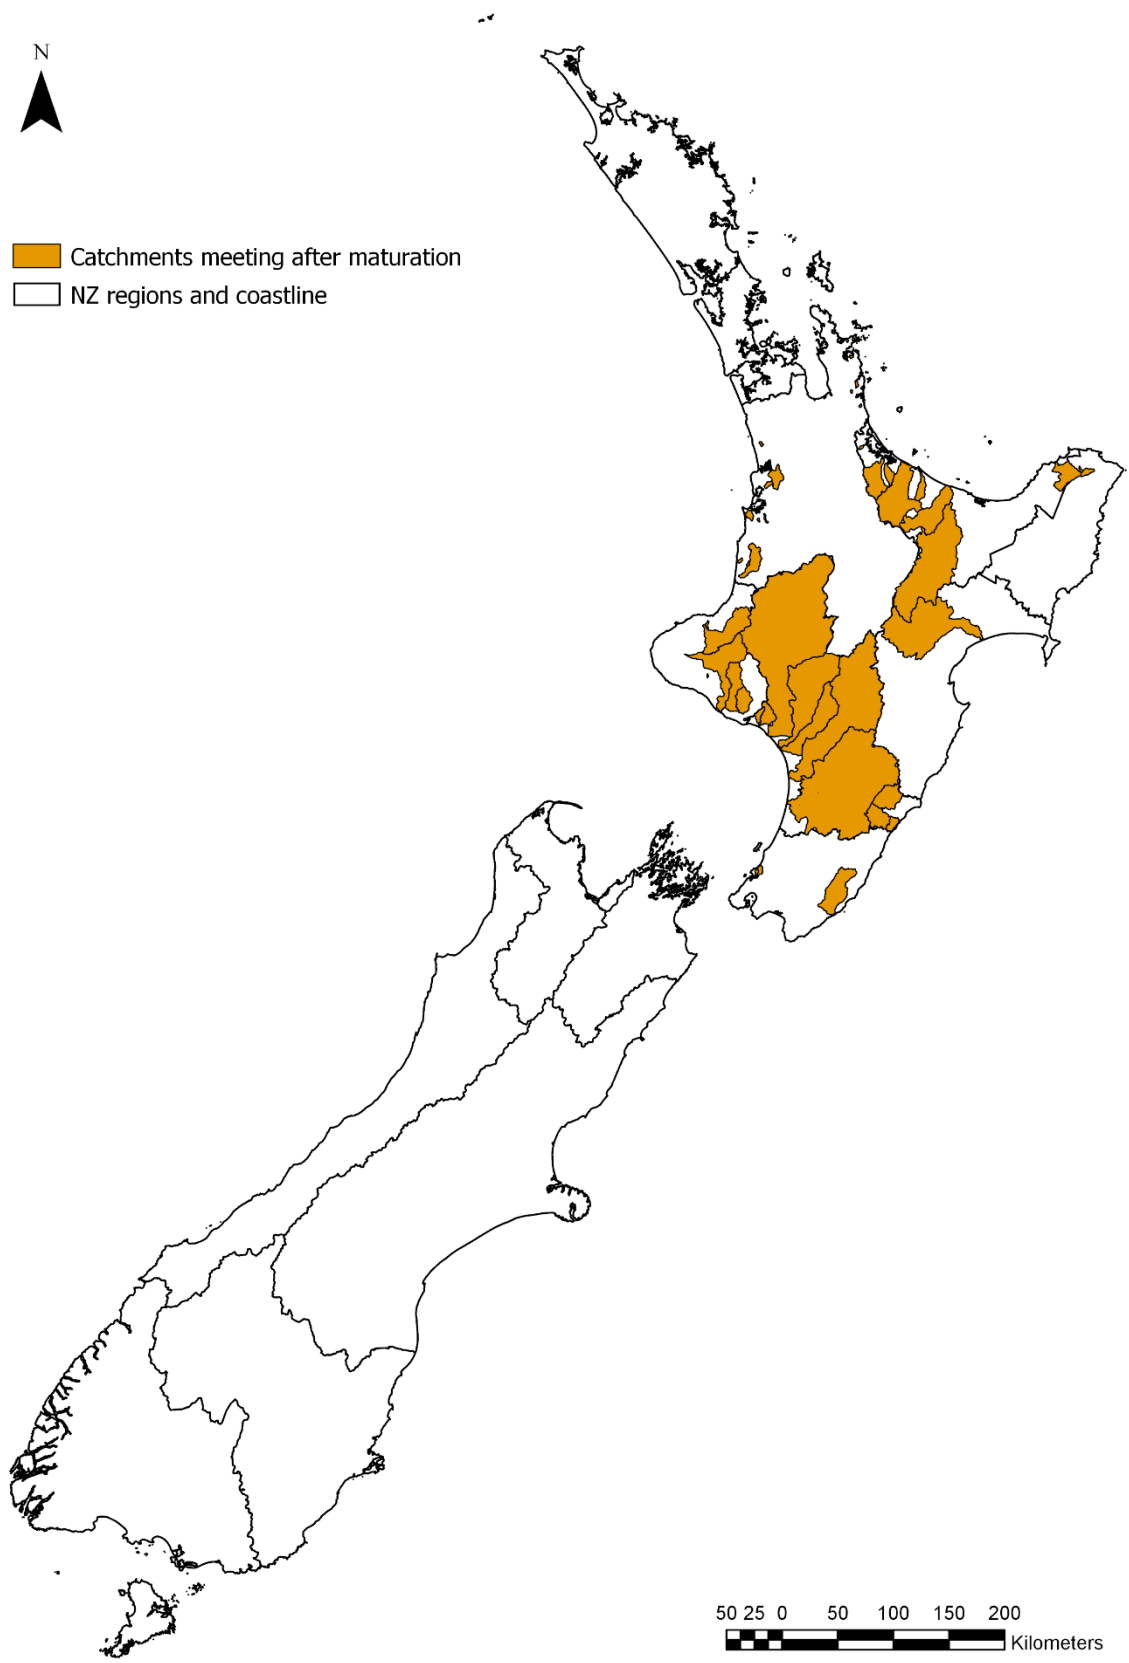 N
Catchments meeting after maturation
NZ regions and coastline
50 25 0 50 100 150 200
Kilometers